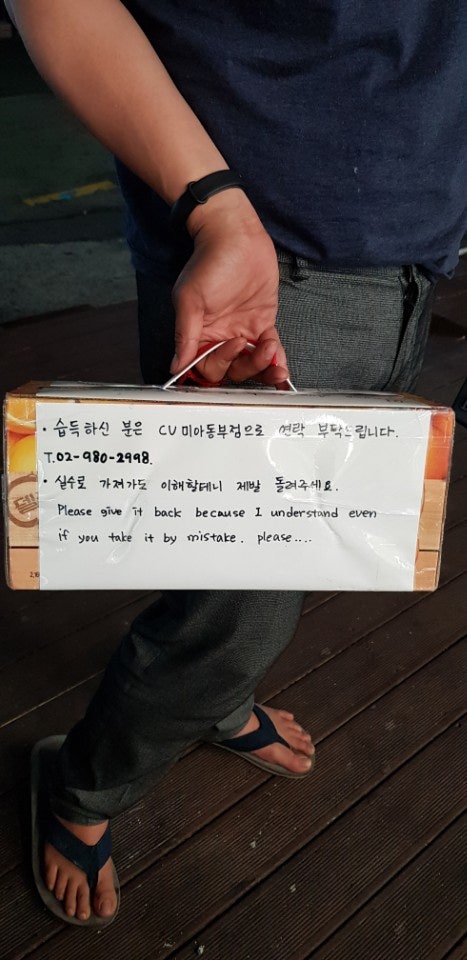 · 습득하신 분은 CU 미아동부점으로 연락 부탁드립니다.
T.02-980-2998.
· 실수로 가져가도 이해할테니 제발 돌려주세요.
Please give it back because I understand even
if you take it by mistake. please....